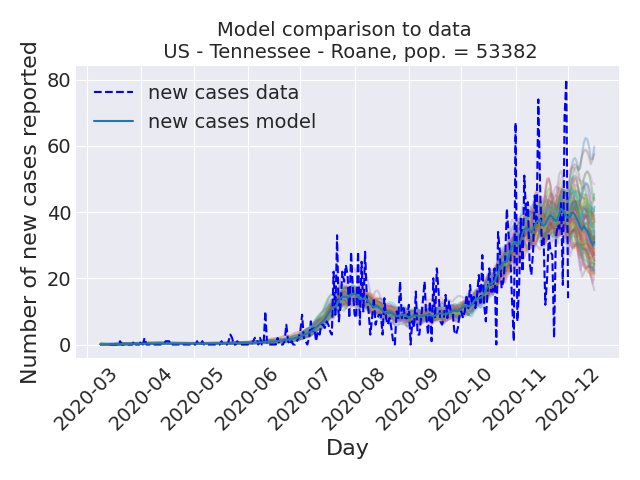 Model comparison to data
US - Tennessee - Roane, pop. = 53382
Number of new cases reported
80
60
40
20
0
new cases data
new cases model
2020-03
2020-04
2020-05
2020-06
2020-07
2020-08
2020-09
2020-10
2020-11
2020-12
Day